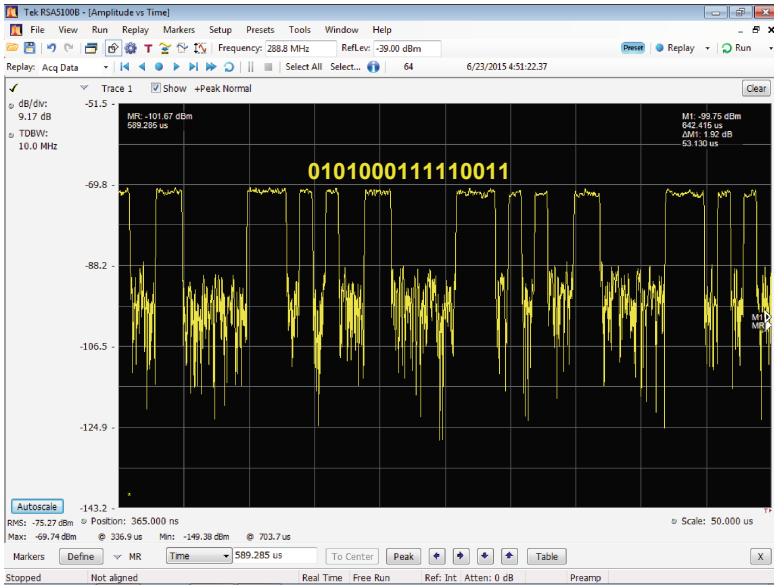 Tek RSA5100B - [Amplitude vs Time]
File View Run Replay Markers Setup Presets Tools Window Help
T Frequency: 288.8 MHz RefLev: -39.00 dBm Preset Replay Run
Replay: Acq Data Select All Select... 64 6/23/2015 4:51:22.37
Trace 1 Show +Peak Normal Clear
dB/div:
9.17 dB
TDBW:
10.0 MHz
-51.5
MR: -101.67 dBm
589.285 us
M1: -99.75 dBm
642.415 us
ΔM1: 1.92 dB
53.130 us
0101000111110011
-69.8
-88.2
M1
MR
-106.5
-124.9
Autoscale
-143.2
RMS: -75.27 dBm Position: 365.000 ns Scale: 50.000 us
Max: -69.74 dBm @ 336.9 us Min: -149.38 dBm @ 703.7 us
Markers Define MR Time 589.285 us To Center Peak Table X
Stopped Not aligned Real Time Free Run Ref: Int Atten: 0 dB Preamp